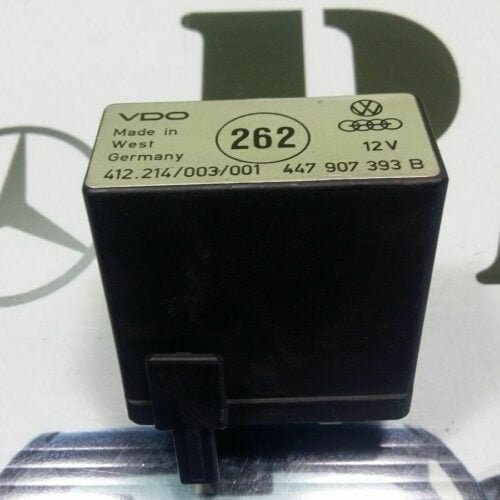 VDO
Made in
West
Germany
262
12V
412.214/003/001 447 907 393 B